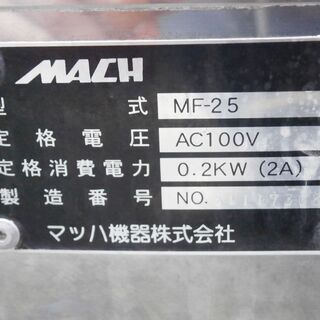 MACH
型式 MF-25
定格電圧 AC100V
定格消費電力 0.2KW (2A)
製造番号 NO.
マッハ機器株式会社